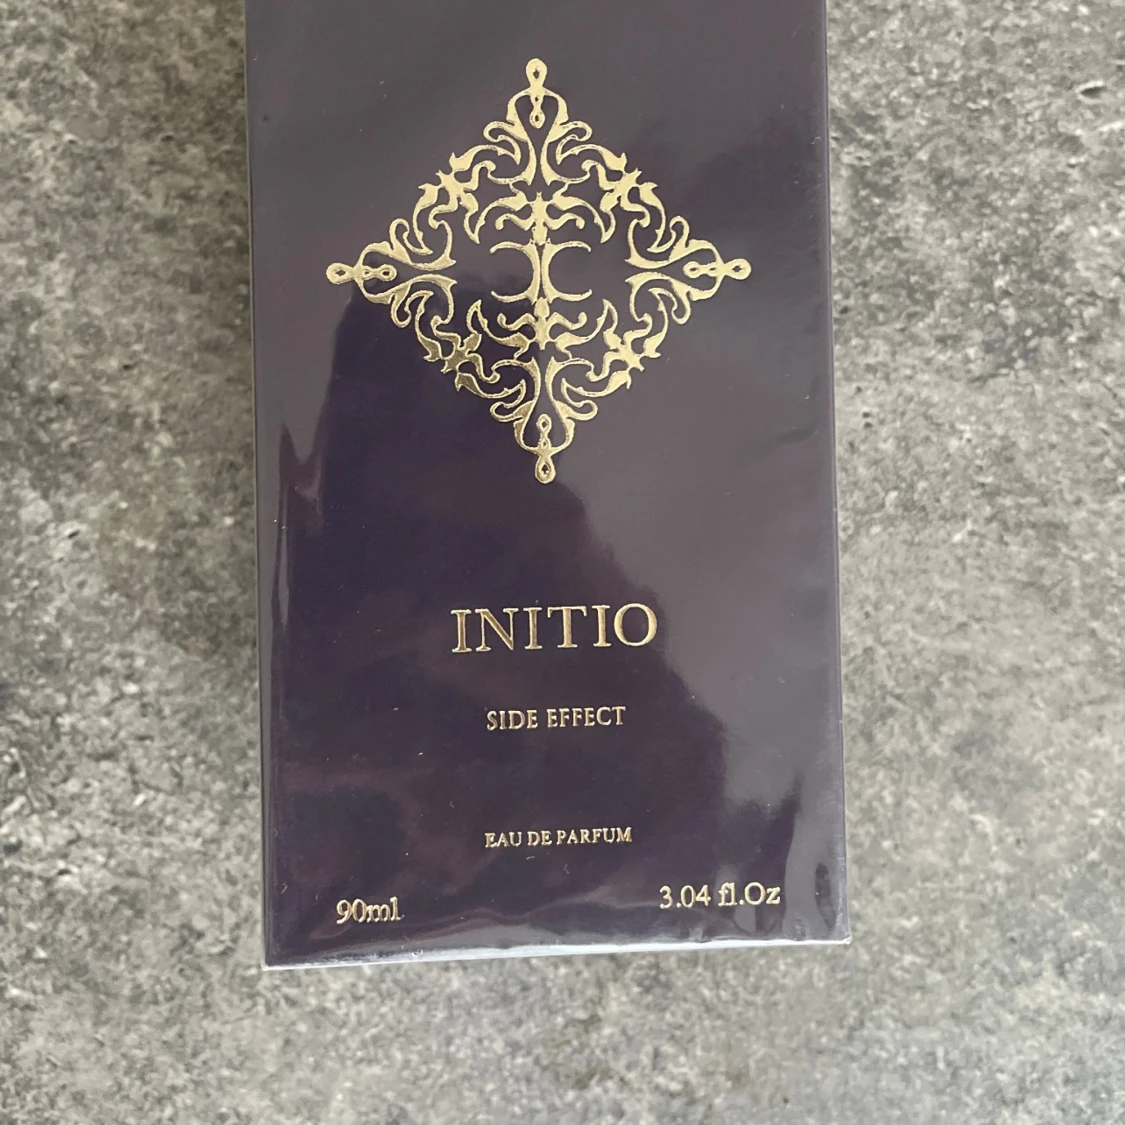 INITIO
SIDE EFFECT
EAU DE PARFUM
90ml 3.04 fl.Oz